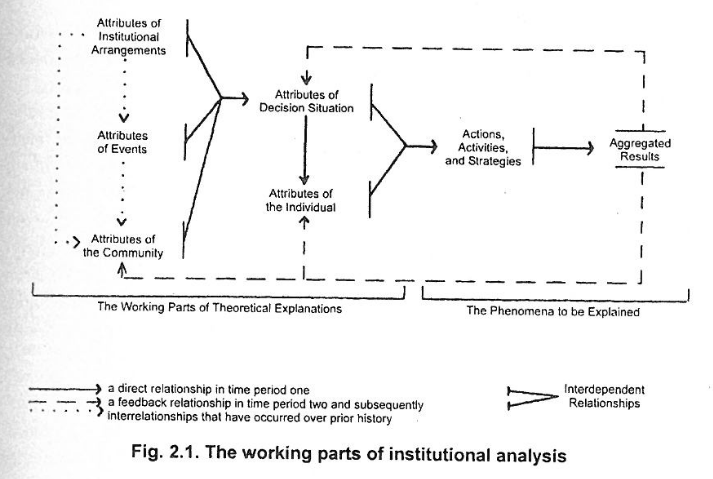 Attributes of
Institutional
Arrangements
Attributes
of Events
Attributes of
the Community
Attributes of
Decision Situation
Attributes of
the Individual
Actions,
Activities,
and Strategies
Aggregated
Results
The Working Parts of Theoretical Explanations
The Phenomena to be Explained
a direct relationship in time period one
a feedback relationship in time period two and subsequently
interrelationships that have occurred over prior history
Interdependent
Relationships
Fig. 2.1. The working parts of institutional analysis